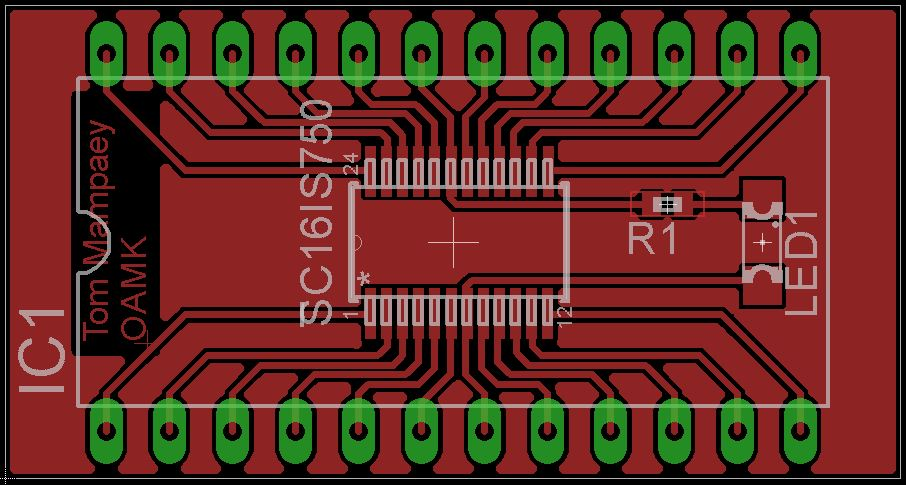 IC1
Tom Mampaey
OAMK
SC16IS750
24
1
*
12
R1
LED1